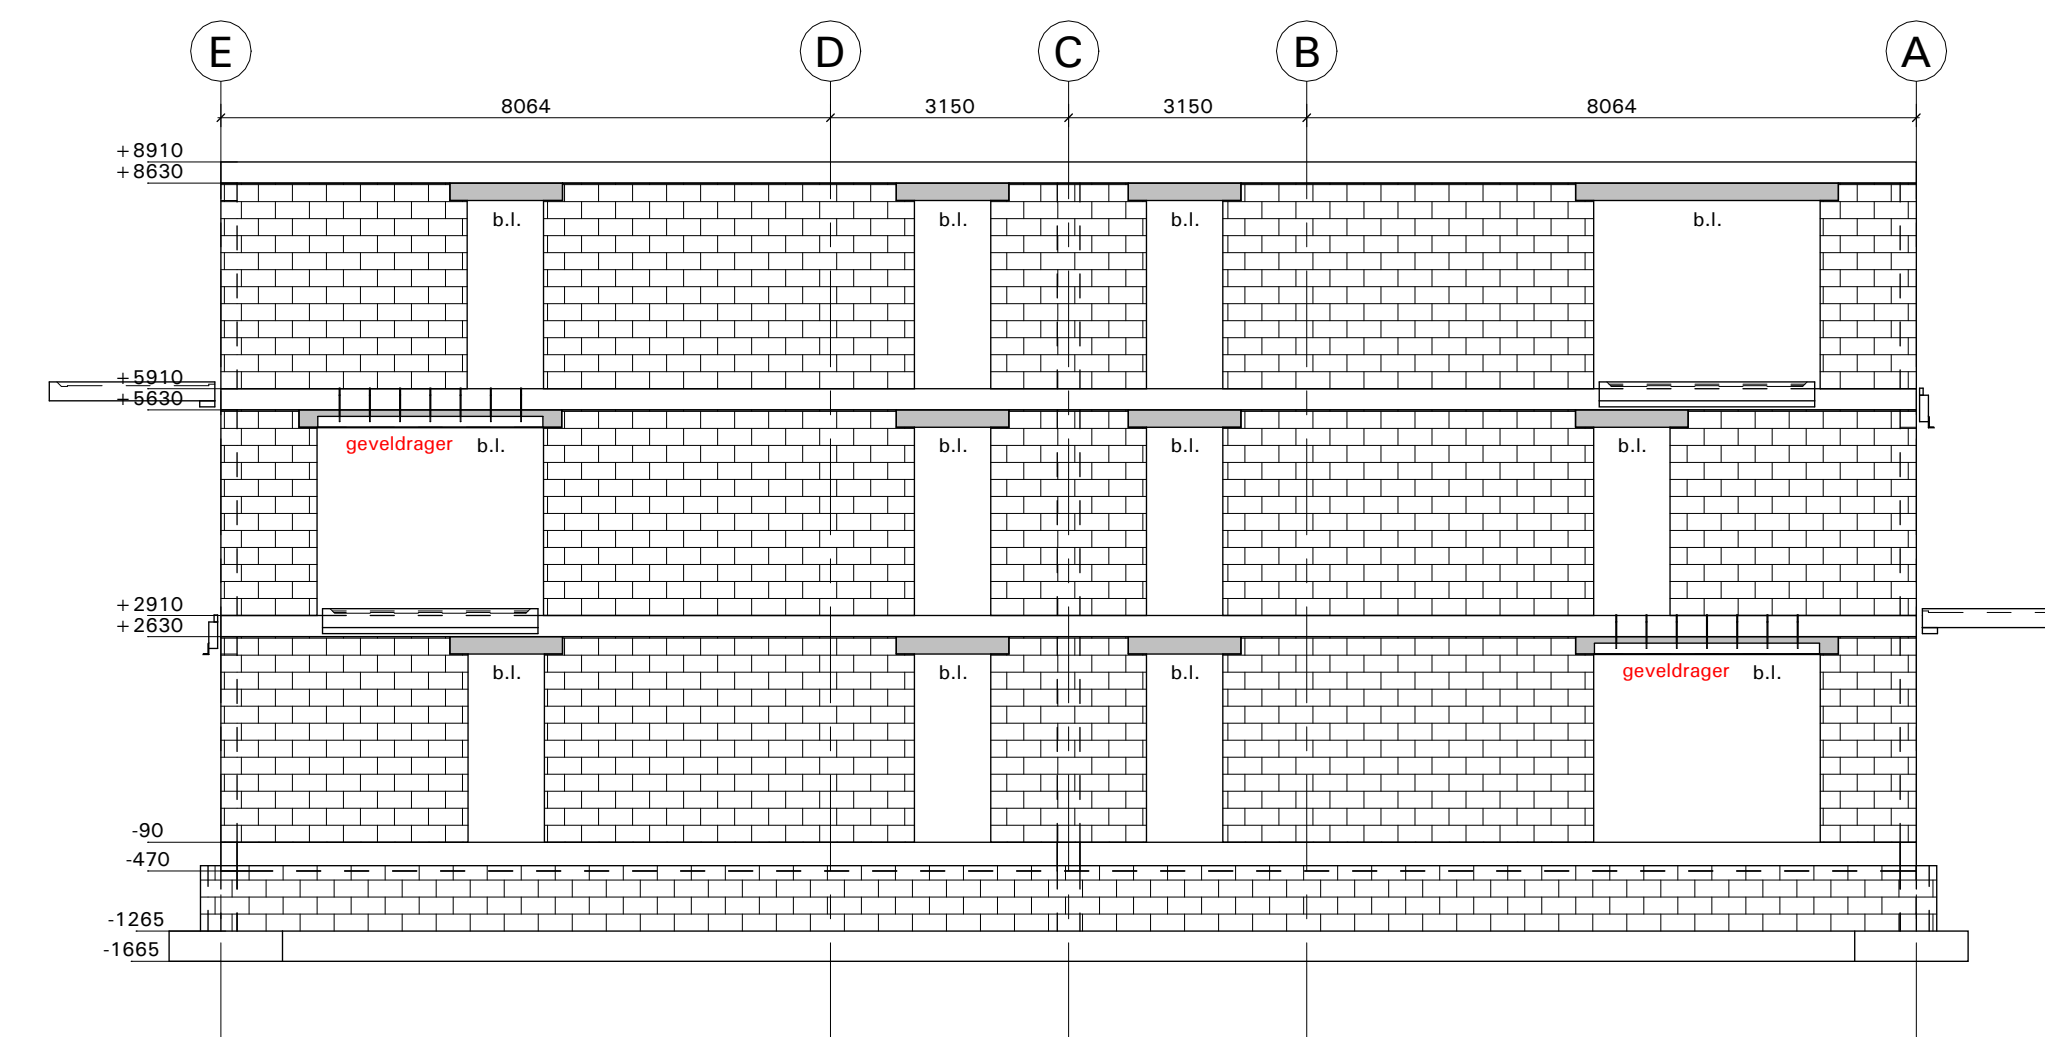 E D C B A
8064 3150 3150 8064
+8910
+8630
b.l. b.l. b.l. b.l.
+5910
+5630
geveldrager b.l. b.l. b.l. b.l.
+2910
+2630
b.l. b.l. b.l. geveldrager b.l.
-90
-470
-1265
-1665